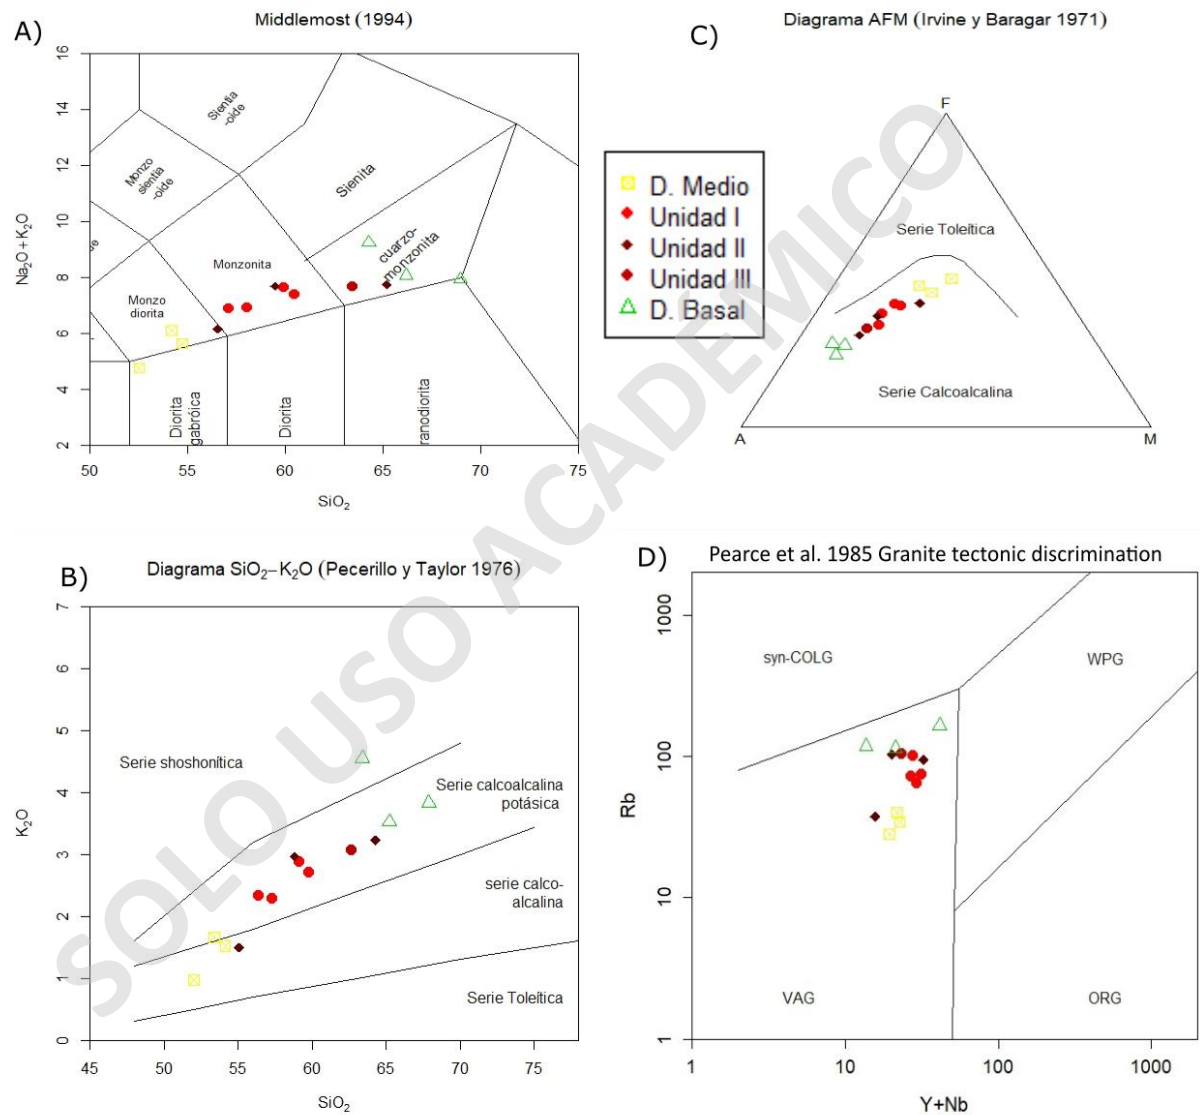 A)
Middlemost (1994)
16
14
12
10
8
6
4
2
Na₂O + K₂O
Sientia
-oide
Monzo
sientia
-oide
de
Sienita
cuarzo-
monzonita
Monzonita
Monzo
diorita
Diorita
gabróica
Diorita
ranodiorita
50
55
60
65
70
75
SiO₂
C)
Diagrama AFM (Irvine y Baragar 1971)
F
D. Medio
Unidad I
Unidad II
Unidad III
D. Basal
Serie Toleítica
Serie Calcoalcalina
A
M
B)
Diagrama SiO₂–K₂O (Pecerillo y Taylor 1976)
7
6
5
4
3
2
1
0
K₂O
Serie shoshonítica
Serie calcoalcalina
potásica
serie calco-
alcalina
Serie Toleítica
45
50
55
60
65
70
75
SiO₂
D)
Pearce et al. 1985 Granite tectonic discrimination
1000
100
10
1
Rb
syn-COLG
WPG
VAG
ORG
1
10
100
1000
Y+Nb
SOLO USO ACADEMICO